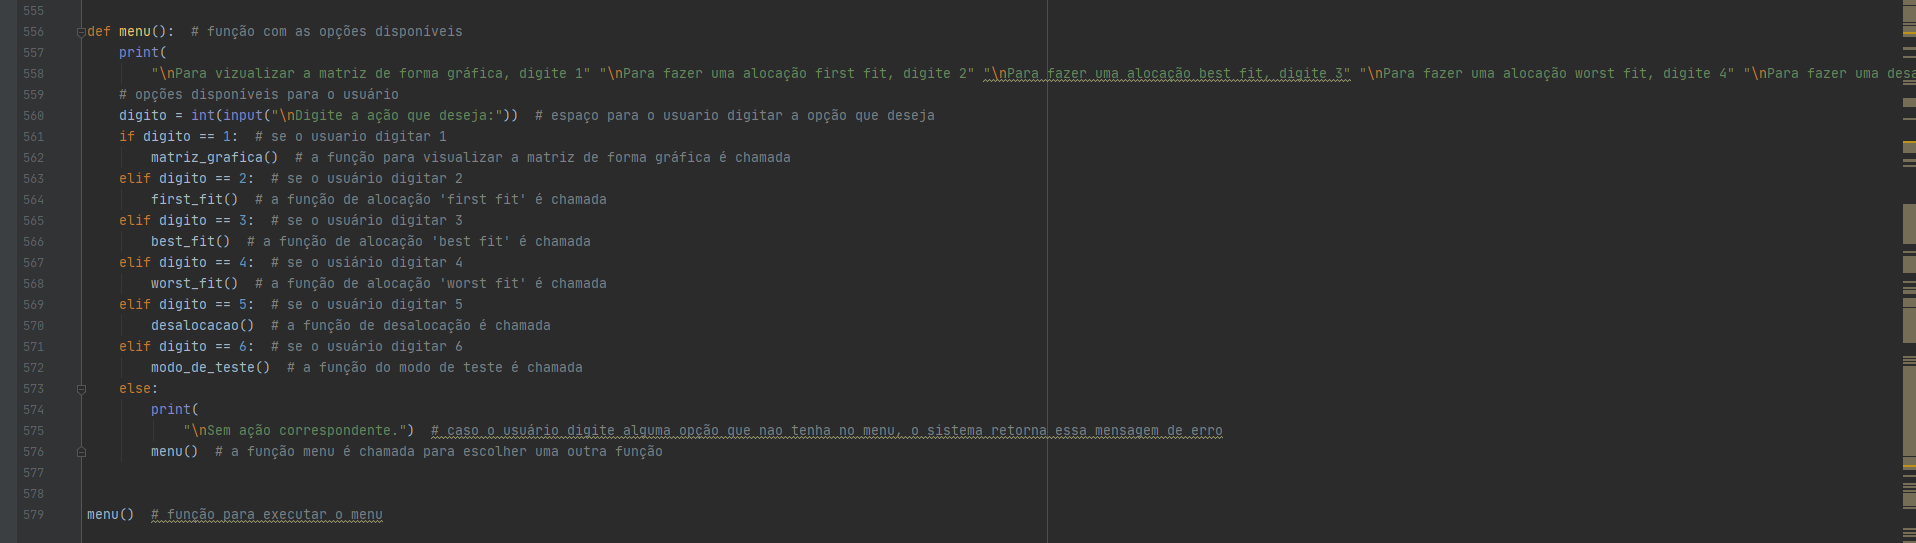 555
556 def menu():  # função com as opções disponíveis
557     print(
558         "\nPara vizualizar a matriz de forma gráfica, digite 1" "\nPara fazer uma alocação first fit, digite 2" "\nPara fazer uma alocação best fit, digite 3" "\nPara fazer uma alocação worst fit, digite 4" "\nPara fazer uma desa
559     # opções disponíveis para o usuário
560     digito = int(input("\nDigite a ação que deseja:"))  # espaço para o usuario digitar a opção que deseja
561     if digito == 1:  # se o usuario digitar 1
562         matriz_grafica()  # a função para visualizar a matriz de forma gráfica é chamada
563     elif digito == 2:  # se o usuário digitar 2
564         first_fit()  # a função de alocação 'first fit' é chamada
565     elif digito == 3:  # se o usuário digitar 3
566         best_fit()  # a função de alocação 'best fit' é chamada
567     elif digito == 4:  # se o usiário digitar 4
568         worst_fit()  # a função de alocação 'worst fit' é chamada
569     elif digito == 5:  # se o usuário digitar 5
570         desalocacao()  # a função de desalocação é chamada
571     elif digito == 6:  # se o usuário digitar 6
572         modo_de_teste()  # a função do modo de teste é chamada
573     else:
574         print(
575             "\nSem ação correspondente.")  # caso o usuário digite alguma opção que nao tenha no menu, o sistema retorna essa mensagem de erro
576         menu()  # a função menu é chamada para escolher uma outra função
577
578
579 menu()  # função para executar o menu